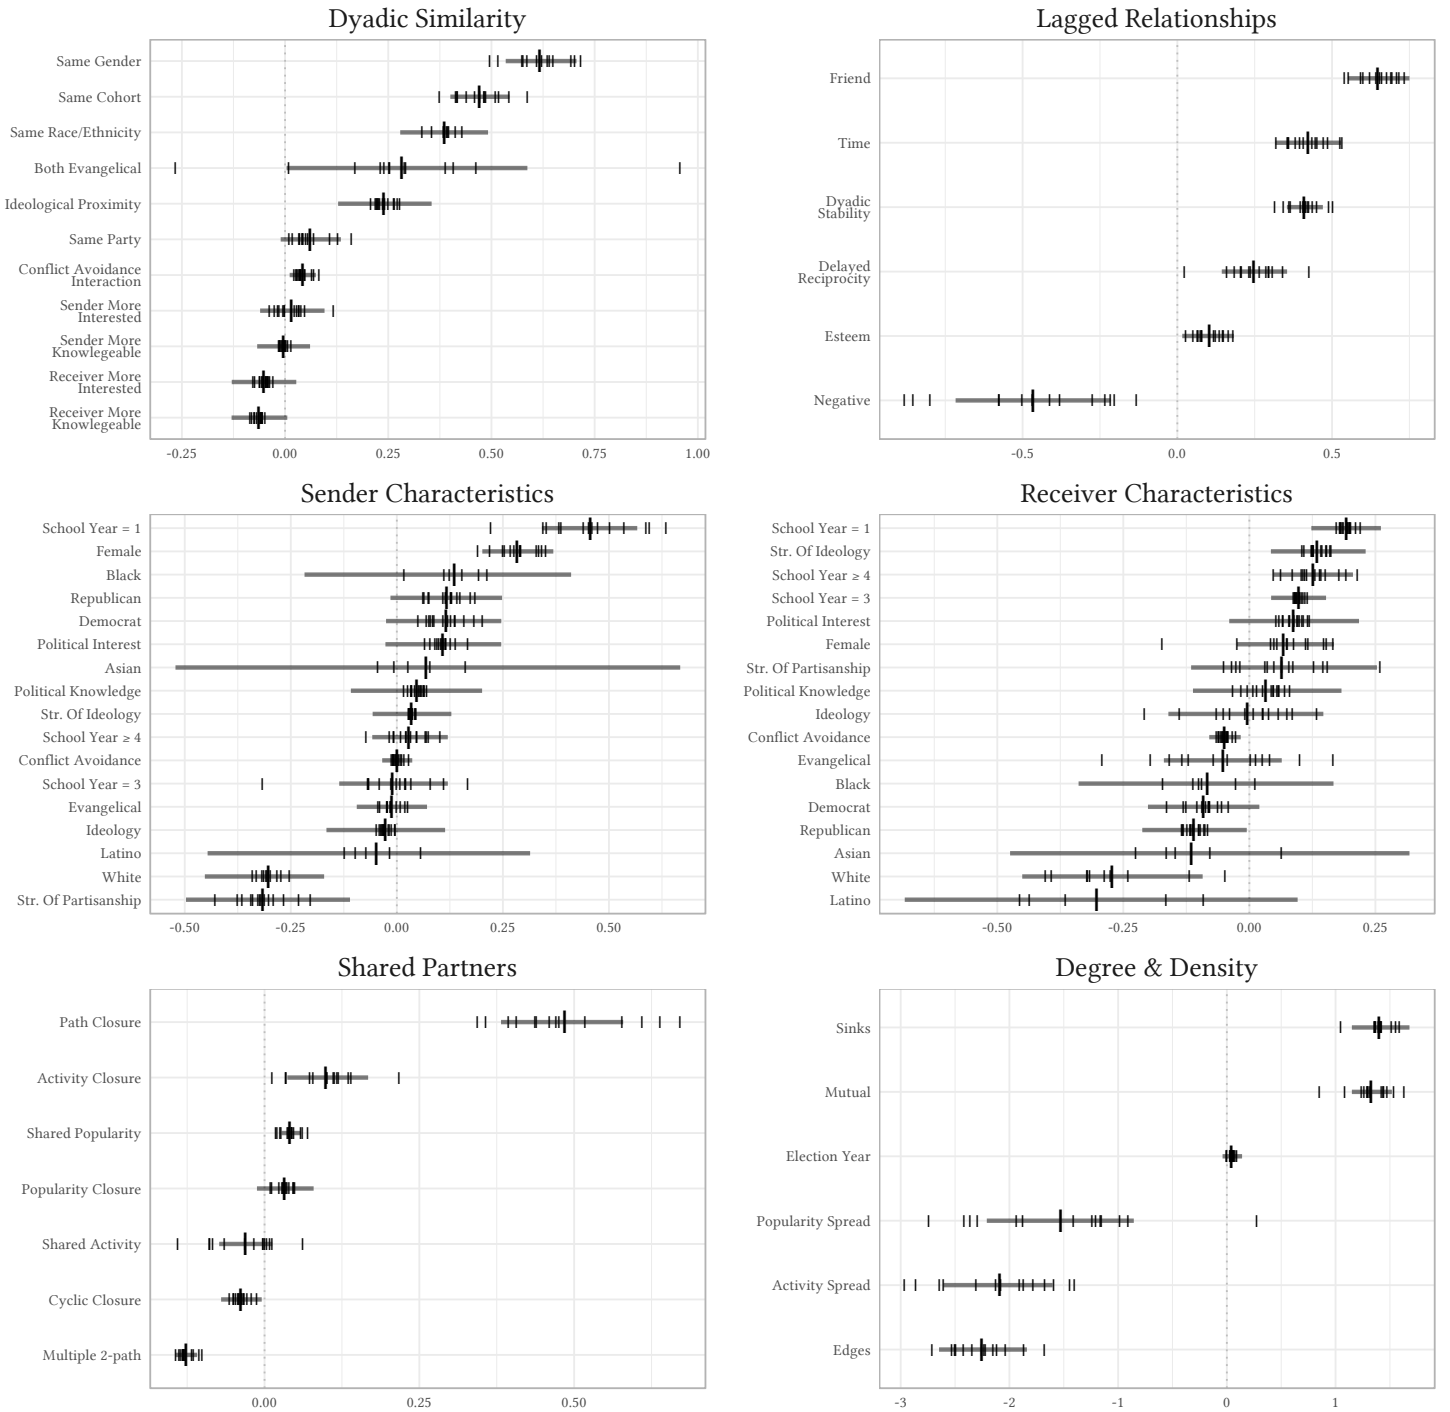 Dyadic Similarity
Same Gender
Same Cohort
Same Race/Ethnicity
Both Evangelical
Ideological Proximity
Same Party
Conflict Avoidance
Interaction
Sender More
Interested
Sender More
Knowlegeable
Receiver More
Interested
Receiver More
Knowlegeable
-0.25 0.00 0.25 0.50 0.75 1.00
Lagged Relationships
Friend
Time
Dyadic
Stability
Delayed
Reciprocity
Esteem
Negative
-0.5 0.0 0.5
Sender Characteristics
School Year = 1
Female
Black
Republican
Democrat
Political Interest
Asian
Political Knowledge
Str. Of Ideology
School Year ≥ 4
Conflict Avoidance
School Year = 3
Evangelical
Ideology
Latino
White
Str. Of Partisanship
-0.50 -0.25 0.00 0.25 0.50
Receiver Characteristics
School Year = 1
Str. Of Ideology
School Year ≥ 4
School Year = 3
Political Interest
Female
Str. Of Partisanship
Political Knowledge
Ideology
Conflict Avoidance
Evangelical
Black
Democrat
Republican
Asian
White
Latino
-0.50 -0.25 0.00 0.25
Shared Partners
Path Closure
Activity Closure
Shared Popularity
Popularity Closure
Shared Activity
Cyclic Closure
Multiple 2-path
0.00 0.25 0.50
Degree & Density
Sinks
Mutual
Election Year
Popularity Spread
Activity Spread
Edges
-3 -2 -1 0 1